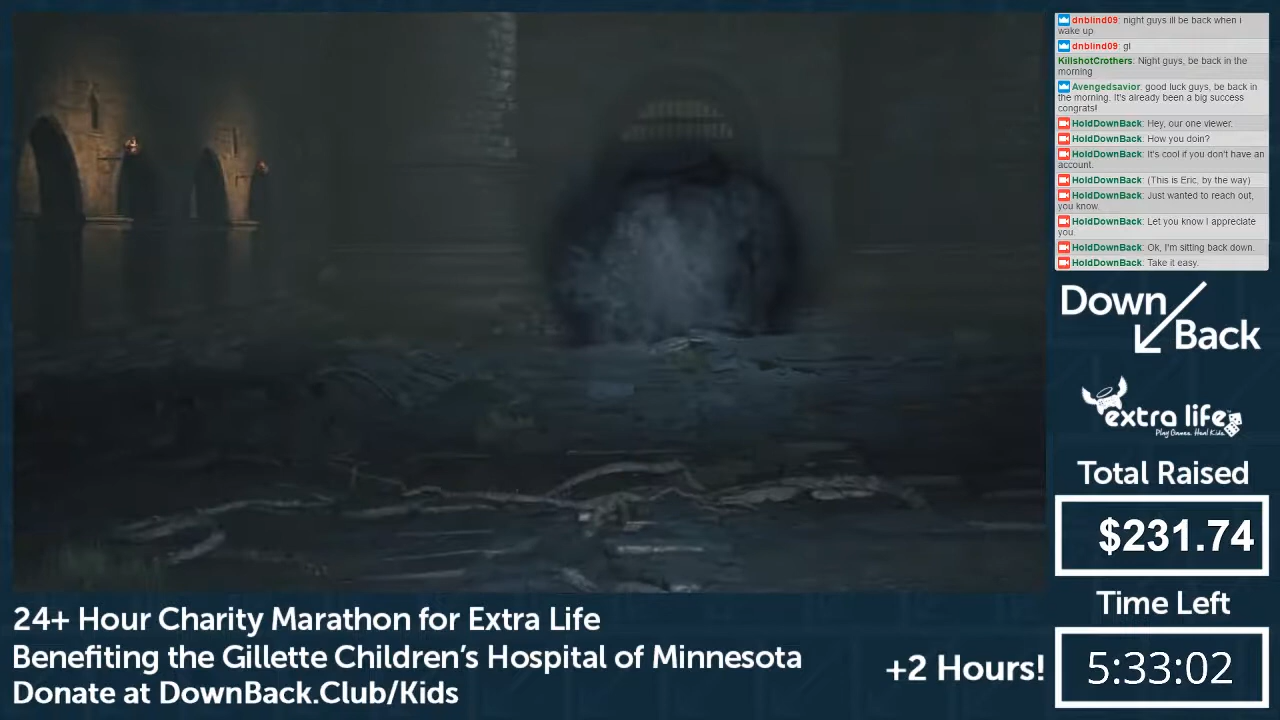 dnblind09: night guys ill be back when i
wake up
dnblind09: gl
KillshotCrothers: Night guys, be back in the
morning
Avengedsavior: good luck guys, be back in
the morning. It's already been a big success
congrats!
HoldDownBack: Hey, our one viewer.
HoldDownBack: How you doin?
HoldDownBack: It's cool if you don't have an
account.
HoldDownBack: (This is Eric, by the way)
HoldDownBack: Just wanted to reach out,
you know.
HoldDownBack: Let you know I appreciate
you.
HoldDownBack: Ok, I'm sitting back down.
HoldDownBack: Take it easy.
Down
Back
extra life
Play Games. Heal Kids.
Total Raised
$231.74
Time Left
5:33:02
+2 Hours!
24+ Hour Charity Marathon for Extra Life
Benefiting the Gillette Children's Hospital of Minnesota
Donate at DownBack.Club/Kids